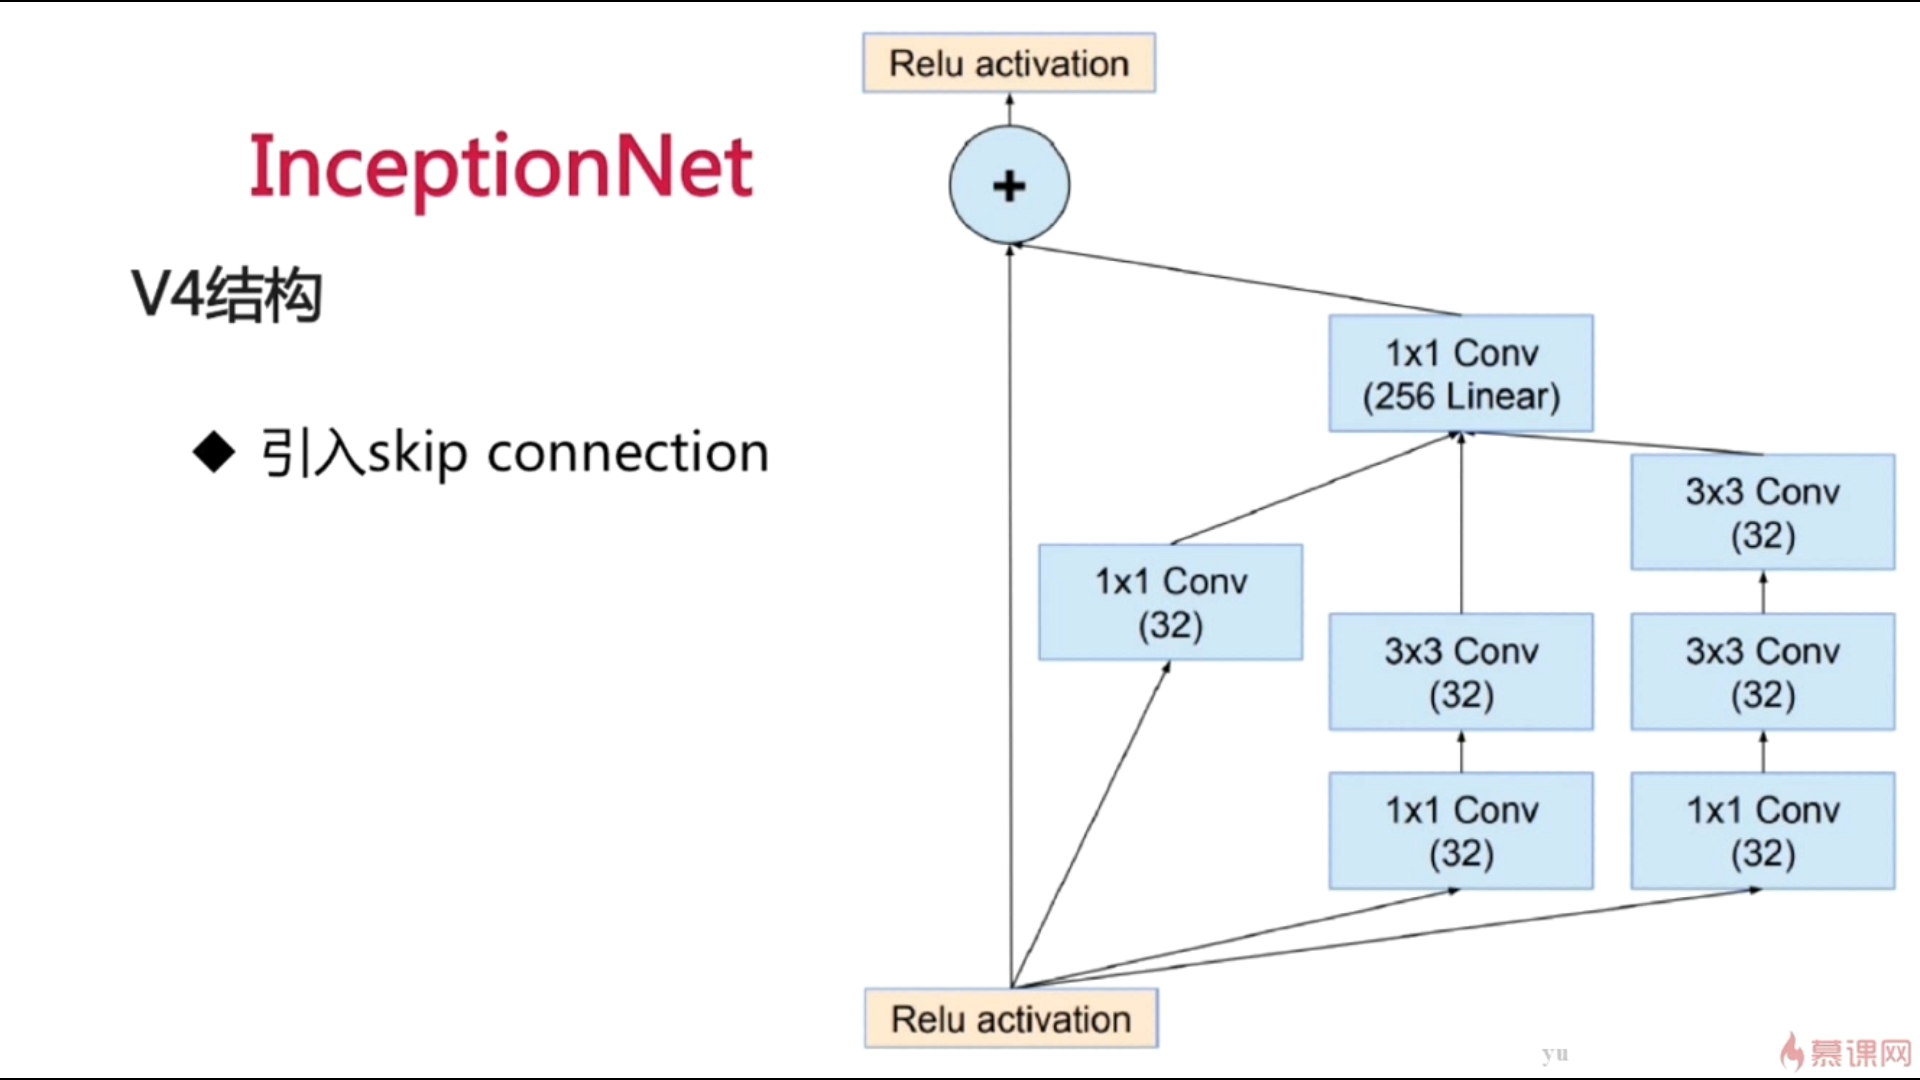 InceptionNet
V4结构
◆ 引入skip connection
Relu activation
+
1x1 Conv
(256 Linear)
3x3 Conv
(32)
1x1 Conv
(32)
3x3 Conv
(32)
3x3 Conv
(32)
1x1 Conv
(32)
1x1 Conv
(32)
Relu activation
yu
慕课网